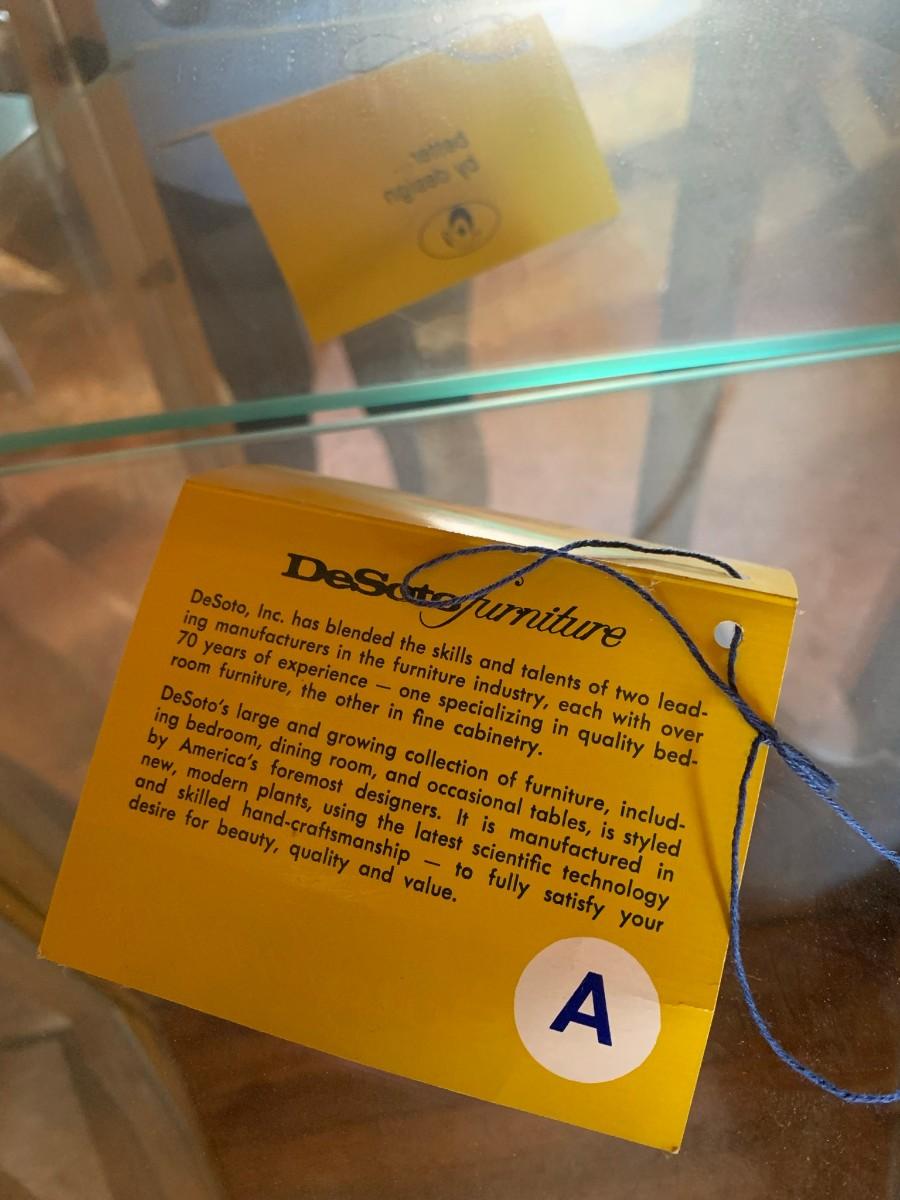 better.
by design
DeSoto furniture
DeSoto, Inc. has blended the skills and talents of two lead-
ing manufacturers in the furniture industry, each with over
70 years of experience — one specializing in quality bed-
room furniture, the other in fine cabinetry.
DeSoto's large and growing collection of furniture, includ-
ing bedroom, dining room, and occasional tables, is styled
by America's foremost designers. It is manufactured in
new, modern plants, using the latest scientific technology
and skilled hand-craftsmanship — to fully satisfy your
desire for beauty, quality and value.
A